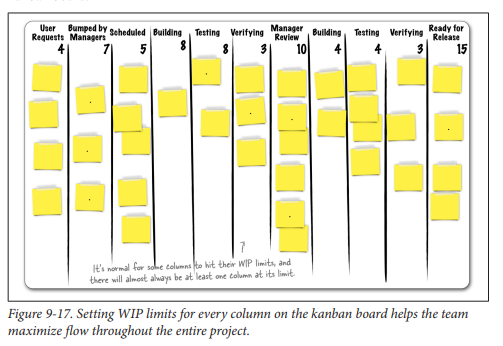 User Requests 4
Bumped by Managers 7
Scheduled 5
Building 8
Testing 8
Verifying 3
Manager Review 10
Building 4
Testing 4
Verifying 3
Ready for Release 15
It's normal for some columns to hit their WIP limits, and
there will almost always be at least one column at its limit.
Figure 9-17. Setting WIP limits for every column on the kanban board helps the team
maximize flow throughout the entire project.